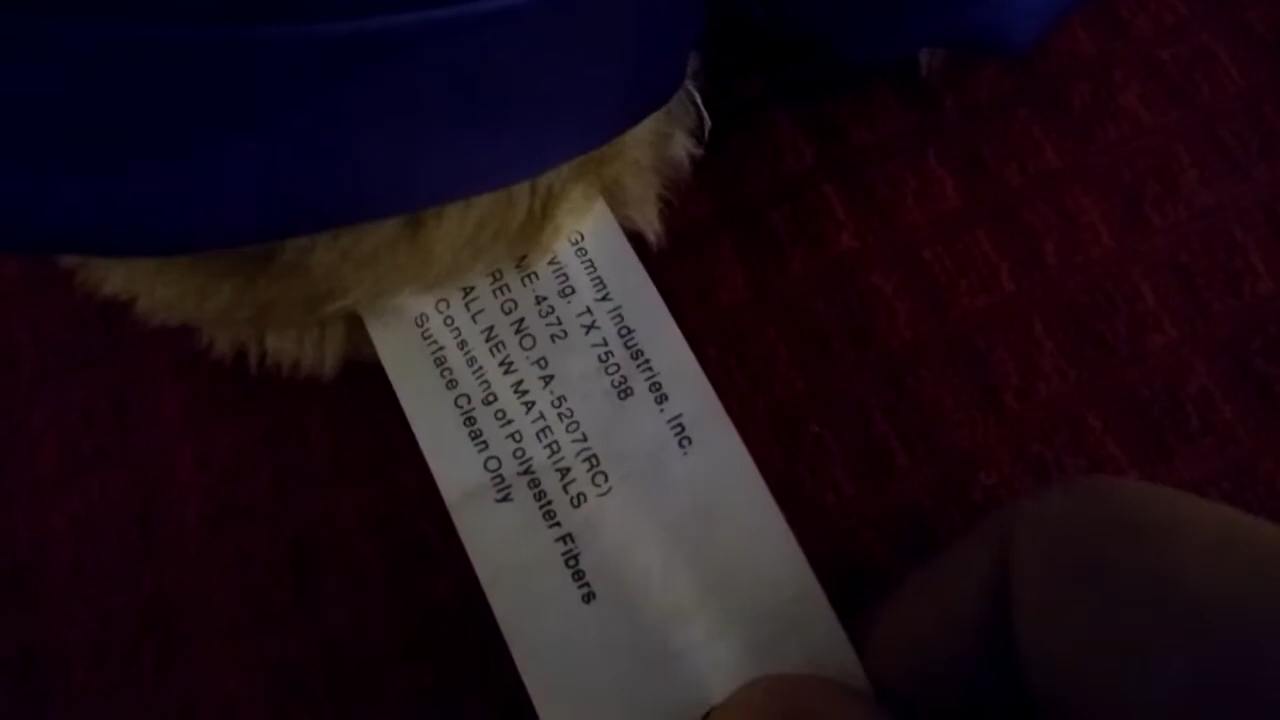 Gemmy Industries, Inc.
ving, TX 75038
ME-4372
REG NO.PA-5207(RC)
ALL NEW MATERIALS
Consisting of Polyester Fibers
Surface Clean Only